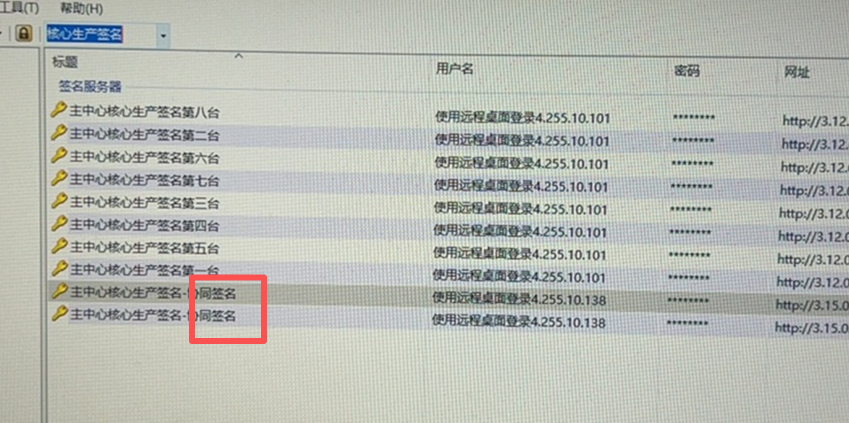 工具(T) 帮助(H)
核心生产签名
标题 用户名 密码 网址
签名服务器
主中心核心生产签名第八台 使用远程桌面登录4.255.10.101 ******** http://3.12.
主中心核心生产签名第二台 使用远程桌面登录4.255.10.101 ******** http://3.12.
主中心核心生产签名第六台 使用远程桌面登录4.255.10.101 ******** http://3.12.
主中心核心生产签名第七台 使用远程桌面登录4.255.10.101 ******** http://3.12.0
主中心核心生产签名第三台 使用远程桌面登录4.255.10.101 ******** http://3.12.0
主中心核心生产签名第四台 使用远程桌面登录4.255.10.101 ******** http://3.12.0
主中心核心生产签名第五台 使用远程桌面登录4.255.10.101 ******** http://3.12.0
主中心核心生产签名第一台 使用远程桌面登录4.255.10.101 ******** http://3.12.0
主中心核心生产签名-协同签名 使用远程桌面登录4.255.10.138 ******** http://3.15.0
主中心核心生产签名-协同签名 使用远程桌面登录4.255.10.138 ******** http://3.15.0